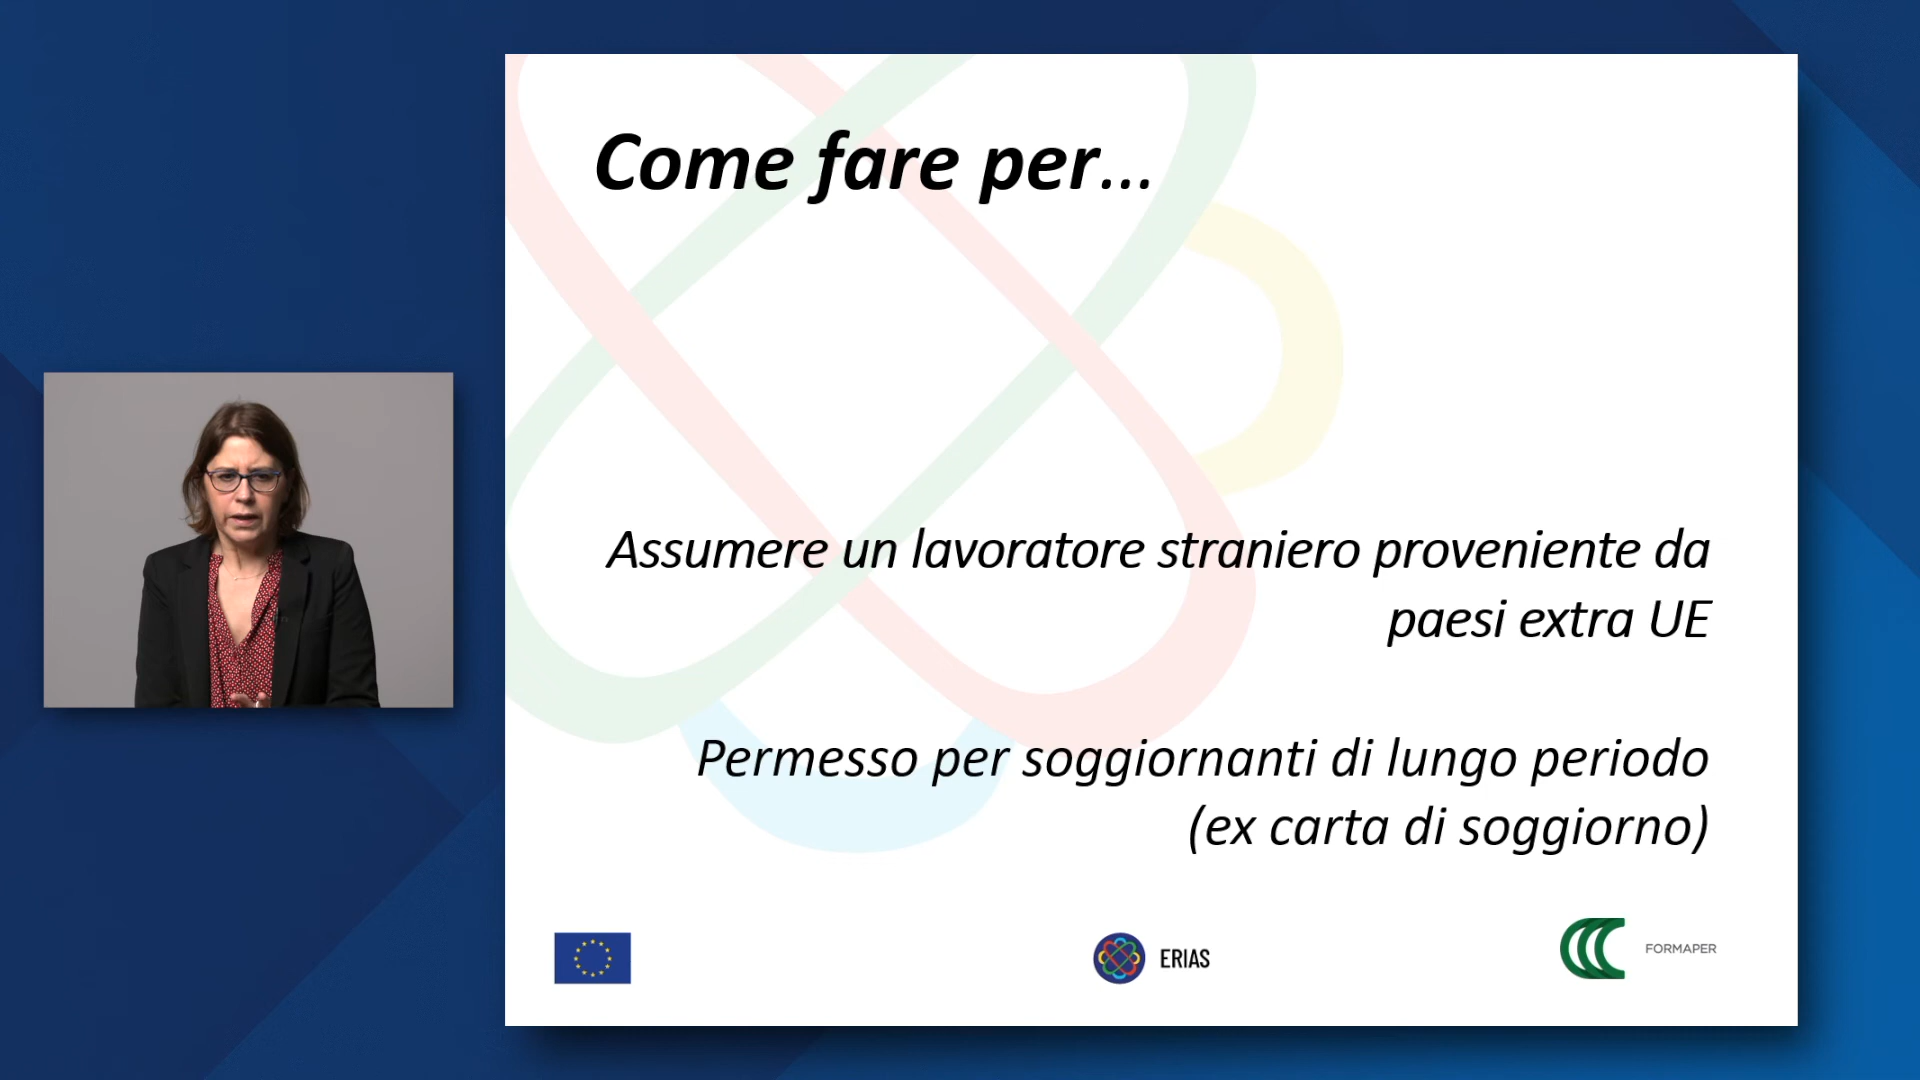 Come fare per...
Assumere un lavoratore straniero proveniente da
paesi extra UE
Permesso per soggiornanti di lungo periodo
(ex carta di soggiorno)
ERIAS
FORMAPER